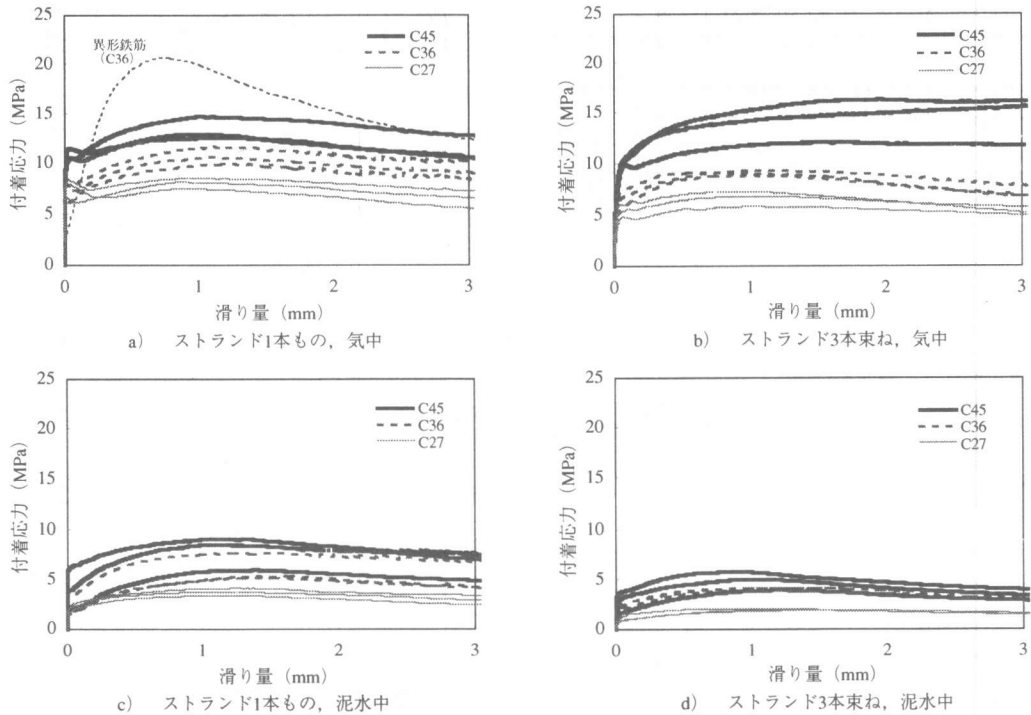 25
20
15
10
5
0
付着応力 (MPa)
異形鉄筋
(C36)
C45
C36
C27
0
1
2
3
滑り量 (mm)
a) ストランド1本もの，気中
25
20
15
10
5
0
付着応力 (MPa)
C45
C36
C27
0
1
2
3
滑り量 (mm)
b) ストランド3本束ね，気中
25
20
15
10
5
0
付着応力 (MPa)
C45
C36
C27
0
1
2
3
滑り量 (mm)
c) ストランド1本もの，泥水中
25
20
15
10
5
0
付着応力 (MPa)
C45
C36
C27
0
1
2
3
滑り量 (mm)
d) ストランド3本束ね，泥水中